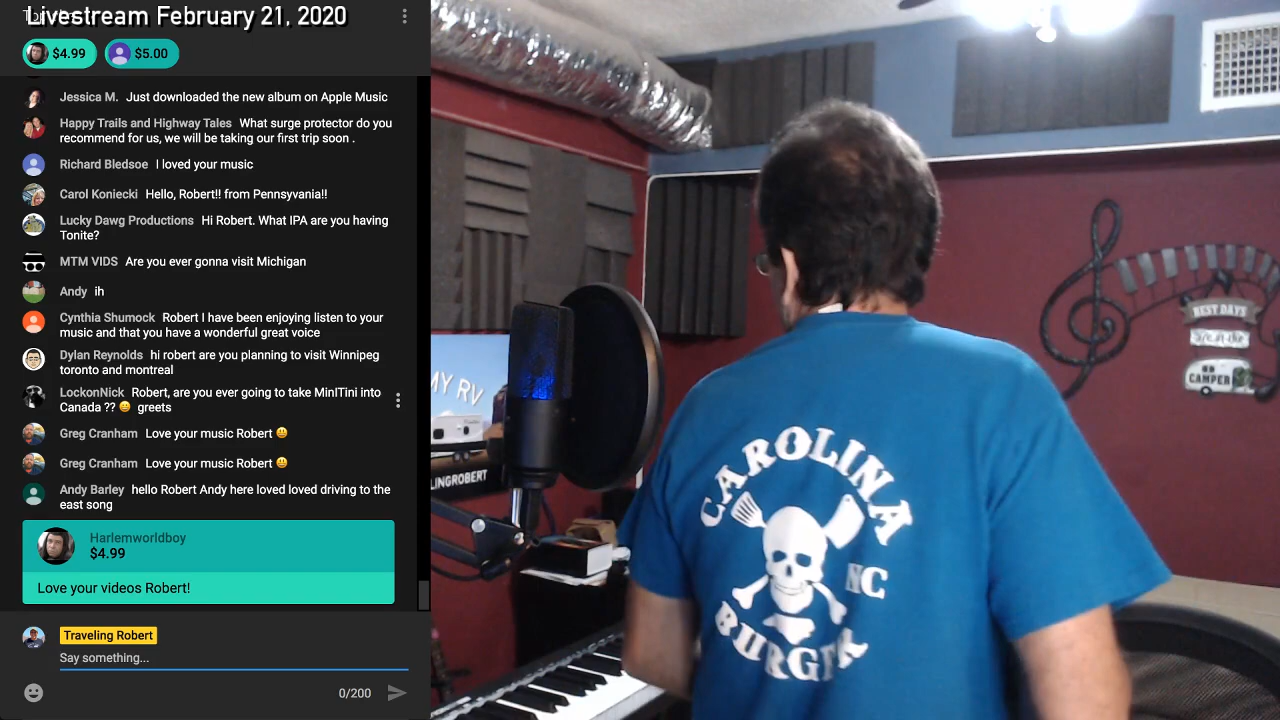 Livestream February 21, 2020
$4.99
$5.00
Jessica M. Just downloaded the new album on Apple Music
Happy Trails and Highway Tales What surge protector do you
recommend for us, we will be taking our first trip soon .
Richard Bledsoe I loved your music
Carol Koniecki Hello, Robert!! from Pennsyvania!!
Lucky Dawg Productions Hi Robert. What IPA are you having
Tonite?
MTM VIDS Are you ever gonna visit Michigan
Andy ih
Cynthia Shumock Robert I have been enjoying listen to your
music and that you have a wonderful great voice
Dylan Reynolds hi robert are you planning to visit Winnipeg
toronto and montreal
LockonNick Robert, are you ever going to take MinITini into
Canada ?? 😄 greets
Greg Cranham Love your music Robert 😃
Greg Cranham Love your music Robert 😃
Andy Barley hello Robert Andy here loved loved driving to the
east song
Harlemworldboy
$4.99
Love your videos Robert!
Traveling Robert
Say something...
0/200
MY RV
LINGROBERT
CAROLINA
NC
BURGER
BEST DAYS
CAMPER